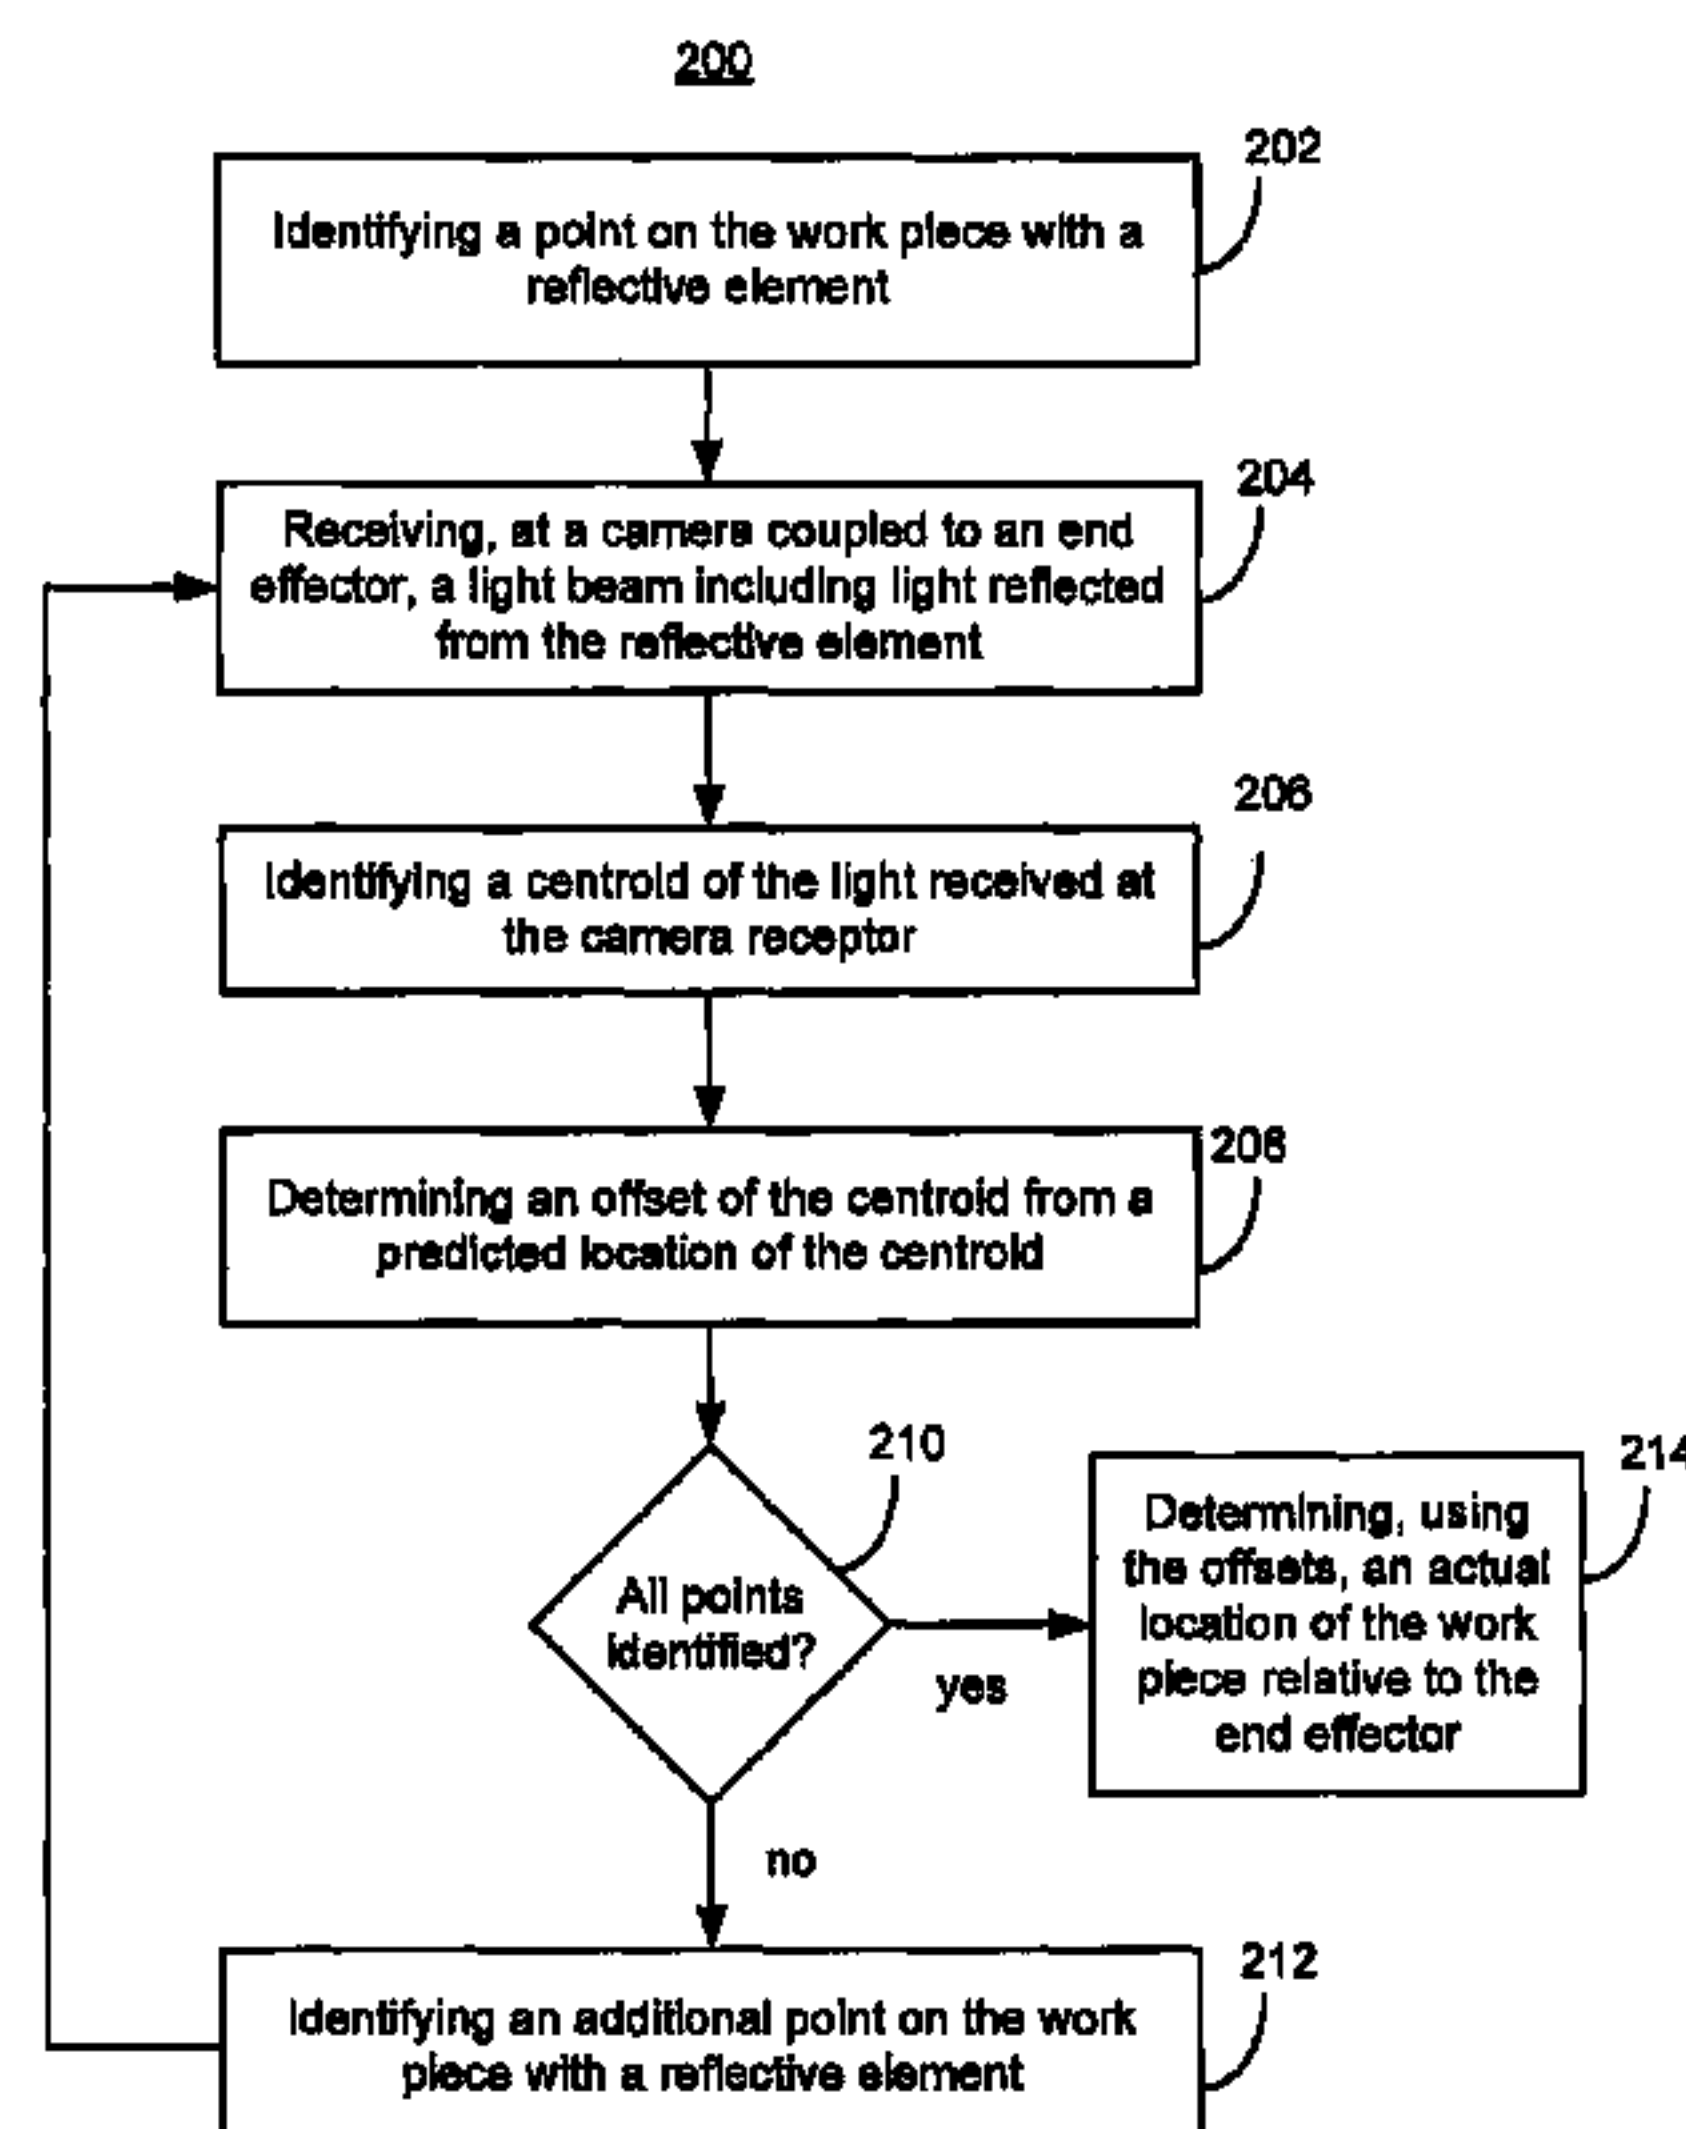 200
202
Identifying a point on the work piece with a
reflective element
204
Receiving, at a camera coupled to an end
effector, a light beam including light reflected
from the reflective element
206
Identifying a centroid of the light received at
the camera receptor
208
Determining an offset of the centroid from a
predicted location of the centroid
210
All points
identified?
yes
214
Determining, using
the offsets, an actual
location of the work
piece relative to the
end effector
no
212
Identifying an additional point on the work
piece with a reflective element